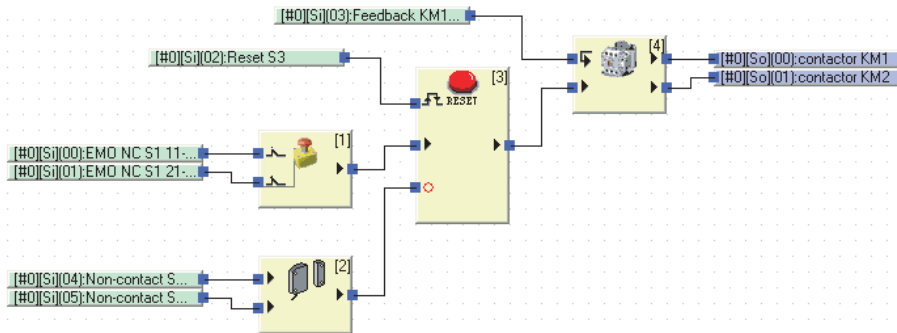 [#0][Si](03):Feedback KM1...
[4]
[#0][So](00):contactor KM1
[#0][So](01):contactor KM2
[#0][Si](02):Reset S3
[3]
RESET
[1]
[#0][Si](00):EMO NC S1 11-...
[#0][Si](01):EMO NC S1 21-...
[2]
[#0][Si](04):Non-contact S...
[#0][Si](05):Non-contact S...